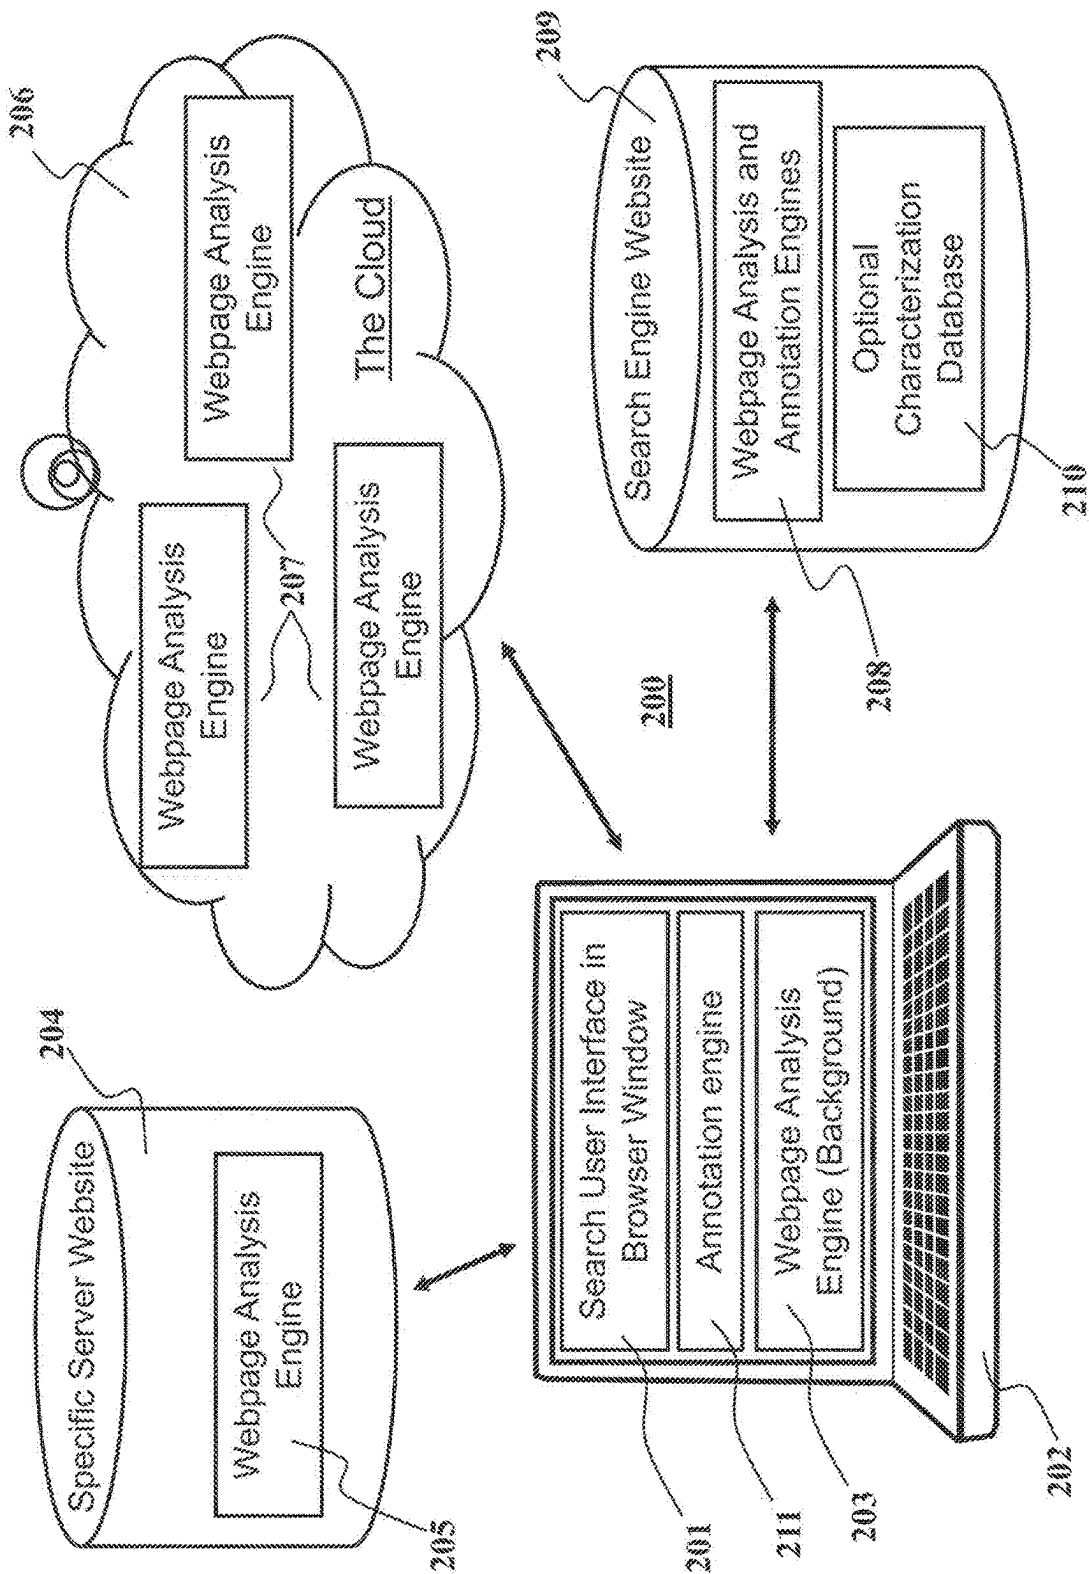 204
Specific Server Website
Webpage Analysis
Engine
205
206
Webpage Analysis
Engine
207
Webpage Analysis
Engine
Webpage Analysis
Engine
The Cloud
200
Search User Interface in
Browser Window
Annotation engine
Webpage Analysis
Engine (Background)
201
211
203
202
209
Search Engine Website
Webpage Analysis and
Annotation Engines
Optional
Characterization
Database
208
210